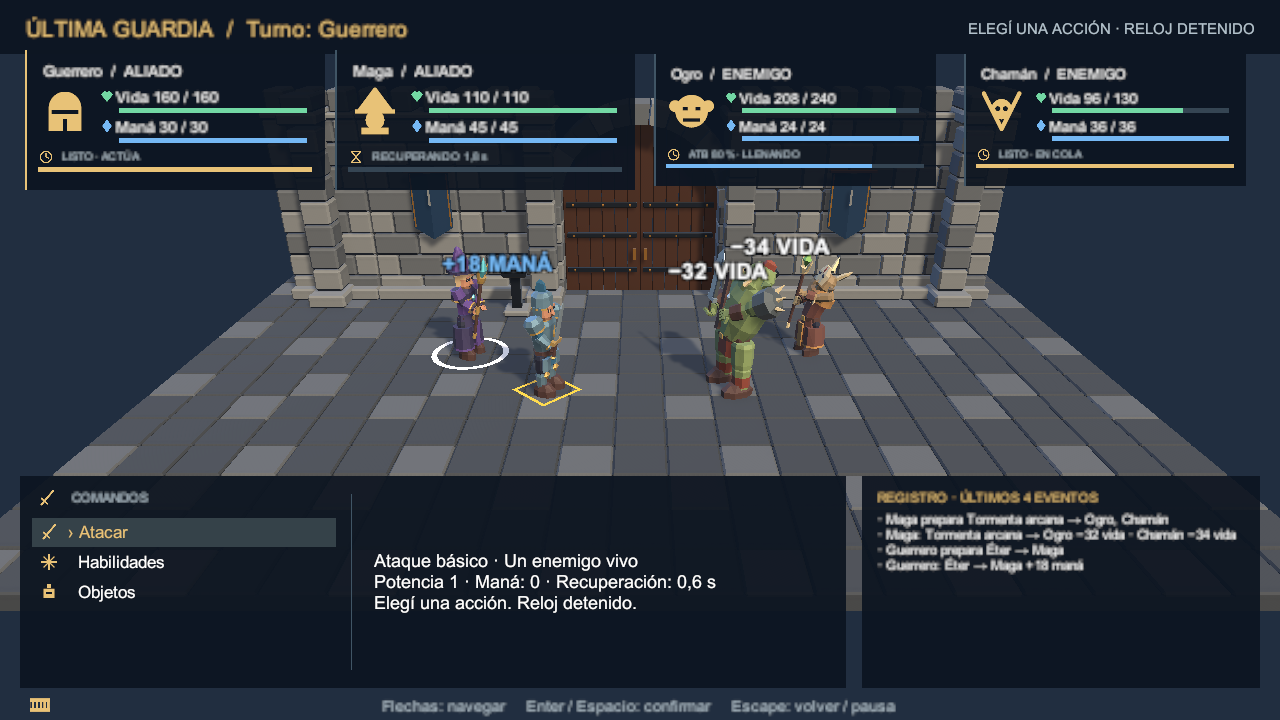 ÚLTIMA GUARDIA / Turno: Guerrero
ELEGÍ UNA ACCIÓN · RELOJ DETENIDO
Guerrero / ALIADO
Vida 160 / 160
Maná 30 / 30
LISTO · ACTÚA
Maga / ALIADO
Vida 110 / 110
Maná 45 / 45
RECUPERANDO 1,8 s
Ogro / ENEMIGO
Vida 208 / 240
Maná 24 / 24
ATB 80% · LLENANDO
Chamán / ENEMIGO
Vida 96 / 130
Maná 36 / 36
LISTO · EN COLA
+18 MANÁ
−34 VIDA
−32 VIDA
COMANDOS
› Atacar
Habilidades
Objetos
Ataque básico · Un enemigo vivo
Potencia 1 · Maná: 0 · Recuperación: 0,6 s
Elegí una acción. Reloj detenido.
REGISTRO · ÚLTIMOS 4 EVENTOS
· Maga prepara Tormenta arcana → Ogro, Chamán
· Maga: Tormenta arcana → Ogro −32 vida · Chamán −34 vida
· Guerrero prepara Éter → Maga
· Guerrero: Éter → Maga +18 maná
Flechas: navegar Enter / Espacio: confirmar Escape: volver / pausa